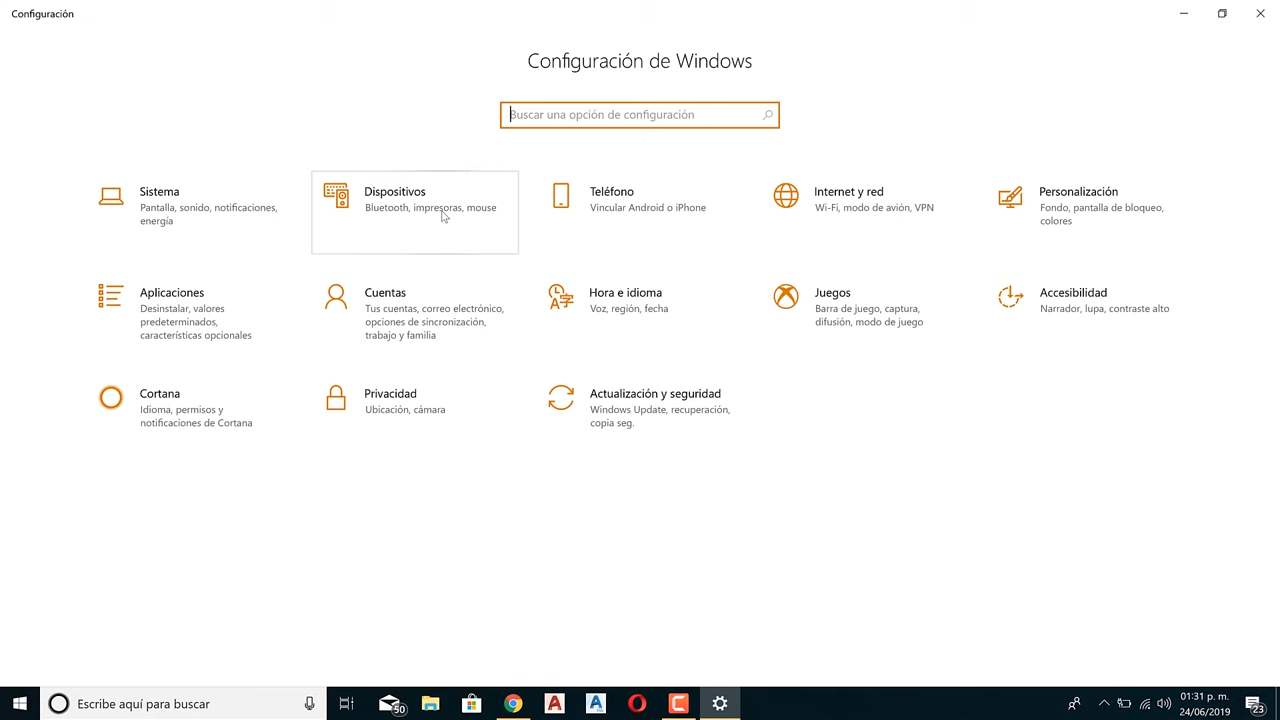 Configuración
Configuración de Windows
Buscar una opción de configuración
Sistema
Pantalla, sonido, notificaciones,
energía
Dispositivos
Bluetooth, impresoras, mouse
Teléfono
Vincular Android o iPhone
Internet y red
Wi-Fi, modo de avión, VPN
Personalización
Fondo, pantalla de bloqueo,
colores
Aplicaciones
Desinstalar, valores
predeterminados,
características opcionales
Cuentas
Tus cuentas, correo electrónico,
opciones de sincronización,
trabajo y familia
Hora e idioma
Voz, región, fecha
Juegos
Barra de juego, captura,
difusión, modo de juego
Accesibilidad
Narrador, lupa, contraste alto
Cortana
Idioma, permisos y
notificaciones de Cortana
Privacidad
Ubicación, cámara
Actualización y seguridad
Windows Update, recuperación,
copia seg.
Escribe aquí para buscar
50
01:31 p. m.
24/06/2019
23